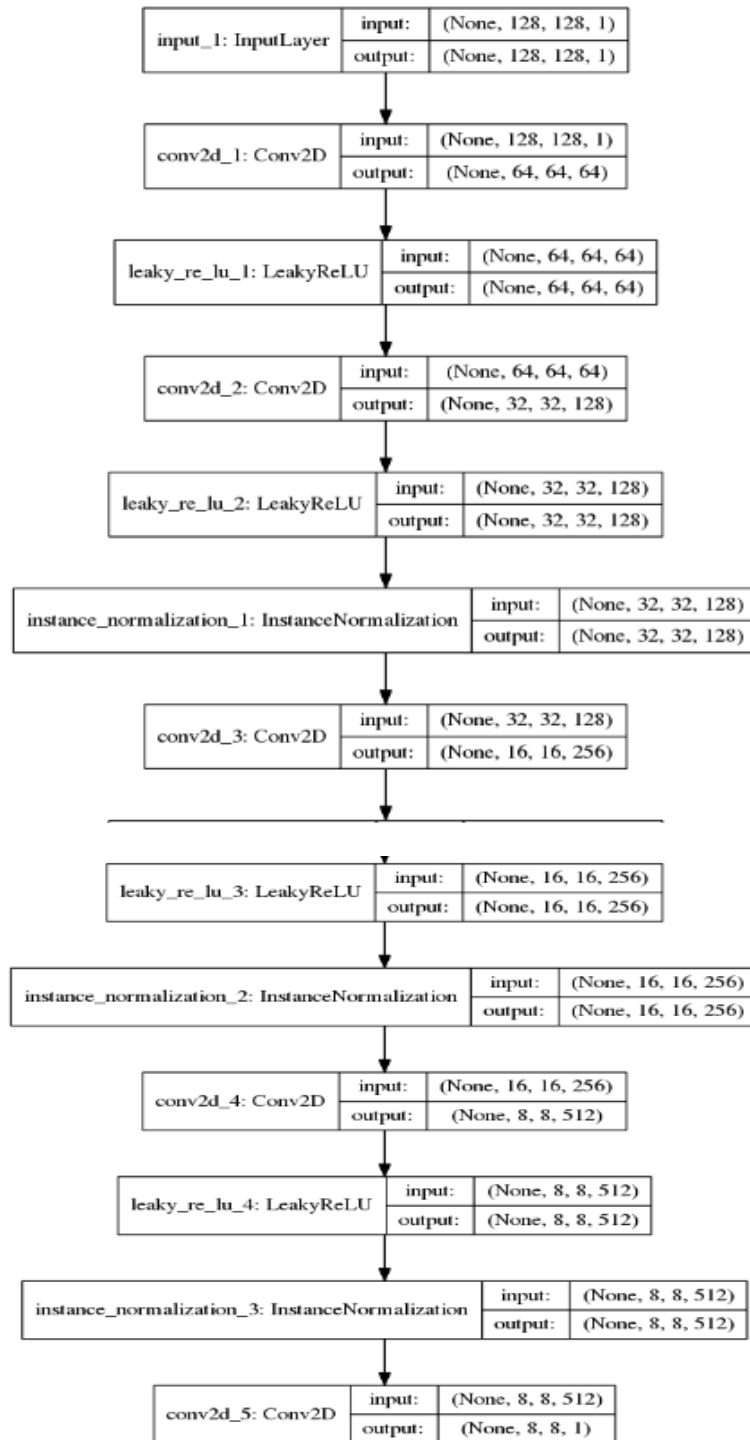 input_1: InputLayer
input: (None, 128, 128, 1)
output: (None, 128, 128, 1)
conv2d_1: Conv2D
input: (None, 128, 128, 1)
output: (None, 64, 64, 64)
leaky_re_lu_1: LeakyReLU
input: (None, 64, 64, 64)
output: (None, 64, 64, 64)
conv2d_2: Conv2D
input: (None, 64, 64, 64)
output: (None, 32, 32, 128)
leaky_re_lu_2: LeakyReLU
input: (None, 32, 32, 128)
output: (None, 32, 32, 128)
instance_normalization_1: InstanceNormalization
input: (None, 32, 32, 128)
output: (None, 32, 32, 128)
conv2d_3: Conv2D
input: (None, 32, 32, 128)
output: (None, 16, 16, 256)
leaky_re_lu_3: LeakyReLU
input: (None, 16, 16, 256)
output: (None, 16, 16, 256)
instance_normalization_2: InstanceNormalization
input: (None, 16, 16, 256)
output: (None, 16, 16, 256)
conv2d_4: Conv2D
input: (None, 16, 16, 256)
output: (None, 8, 8, 512)
leaky_re_lu_4: LeakyReLU
input: (None, 8, 8, 512)
output: (None, 8, 8, 512)
instance_normalization_3: InstanceNormalization
input: (None, 8, 8, 512)
output: (None, 8, 8, 512)
conv2d_5: Conv2D
input: (None, 8, 8, 512)
output: (None, 8, 8, 1)